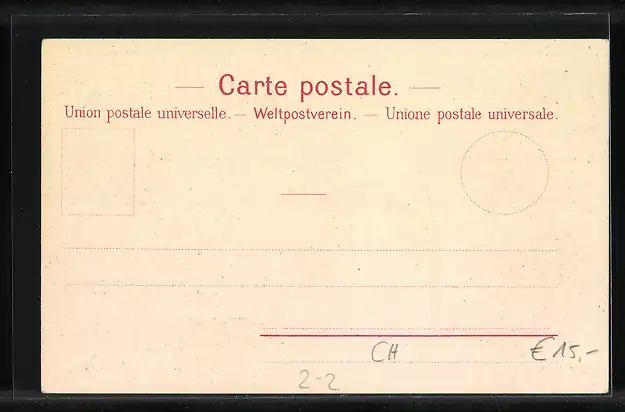 — Carte postale. —
Union postale universelle. — Weltpostverein. — Unione postale universale.
CH € 15,-
2-2